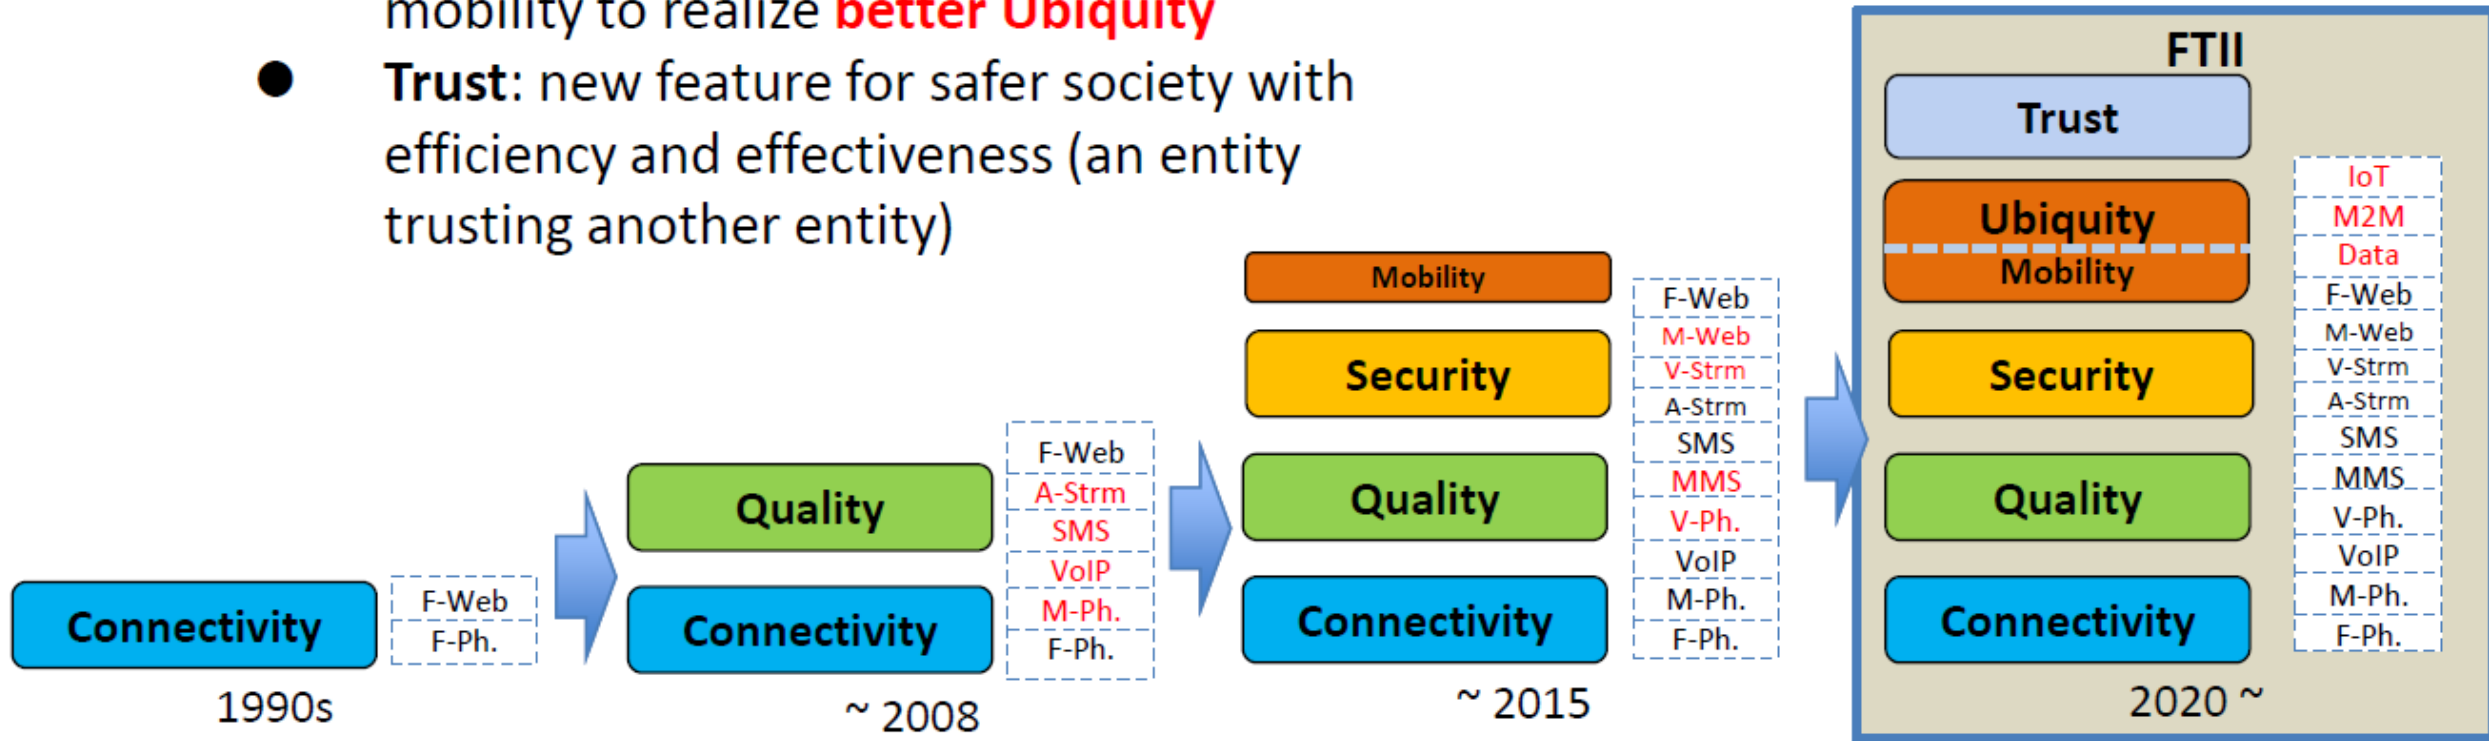 mobility to realize better Ubiquity
● Trust: new feature for safer society with
efficiency and effectiveness (an entity
trusting another entity)
Connectivity
F-Web
F-Ph.
1990s
Quality
Connectivity
F-Web
A-Strm
SMS
VoIP
M-Ph.
F-Ph.
~ 2008
Mobility
Security
Quality
Connectivity
F-Web
M-Web
V-Strm
A-Strm
SMS
MMS
V-Ph.
VoIP
M-Ph.
F-Ph.
~ 2015
FTII
Trust
Ubiquity
Mobility
Security
Quality
Connectivity
IoT
M2M
Data
F-Web
M-Web
V-Strm
A-Strm
SMS
MMS
V-Ph.
VoIP
M-Ph.
F-Ph.
2020 ~